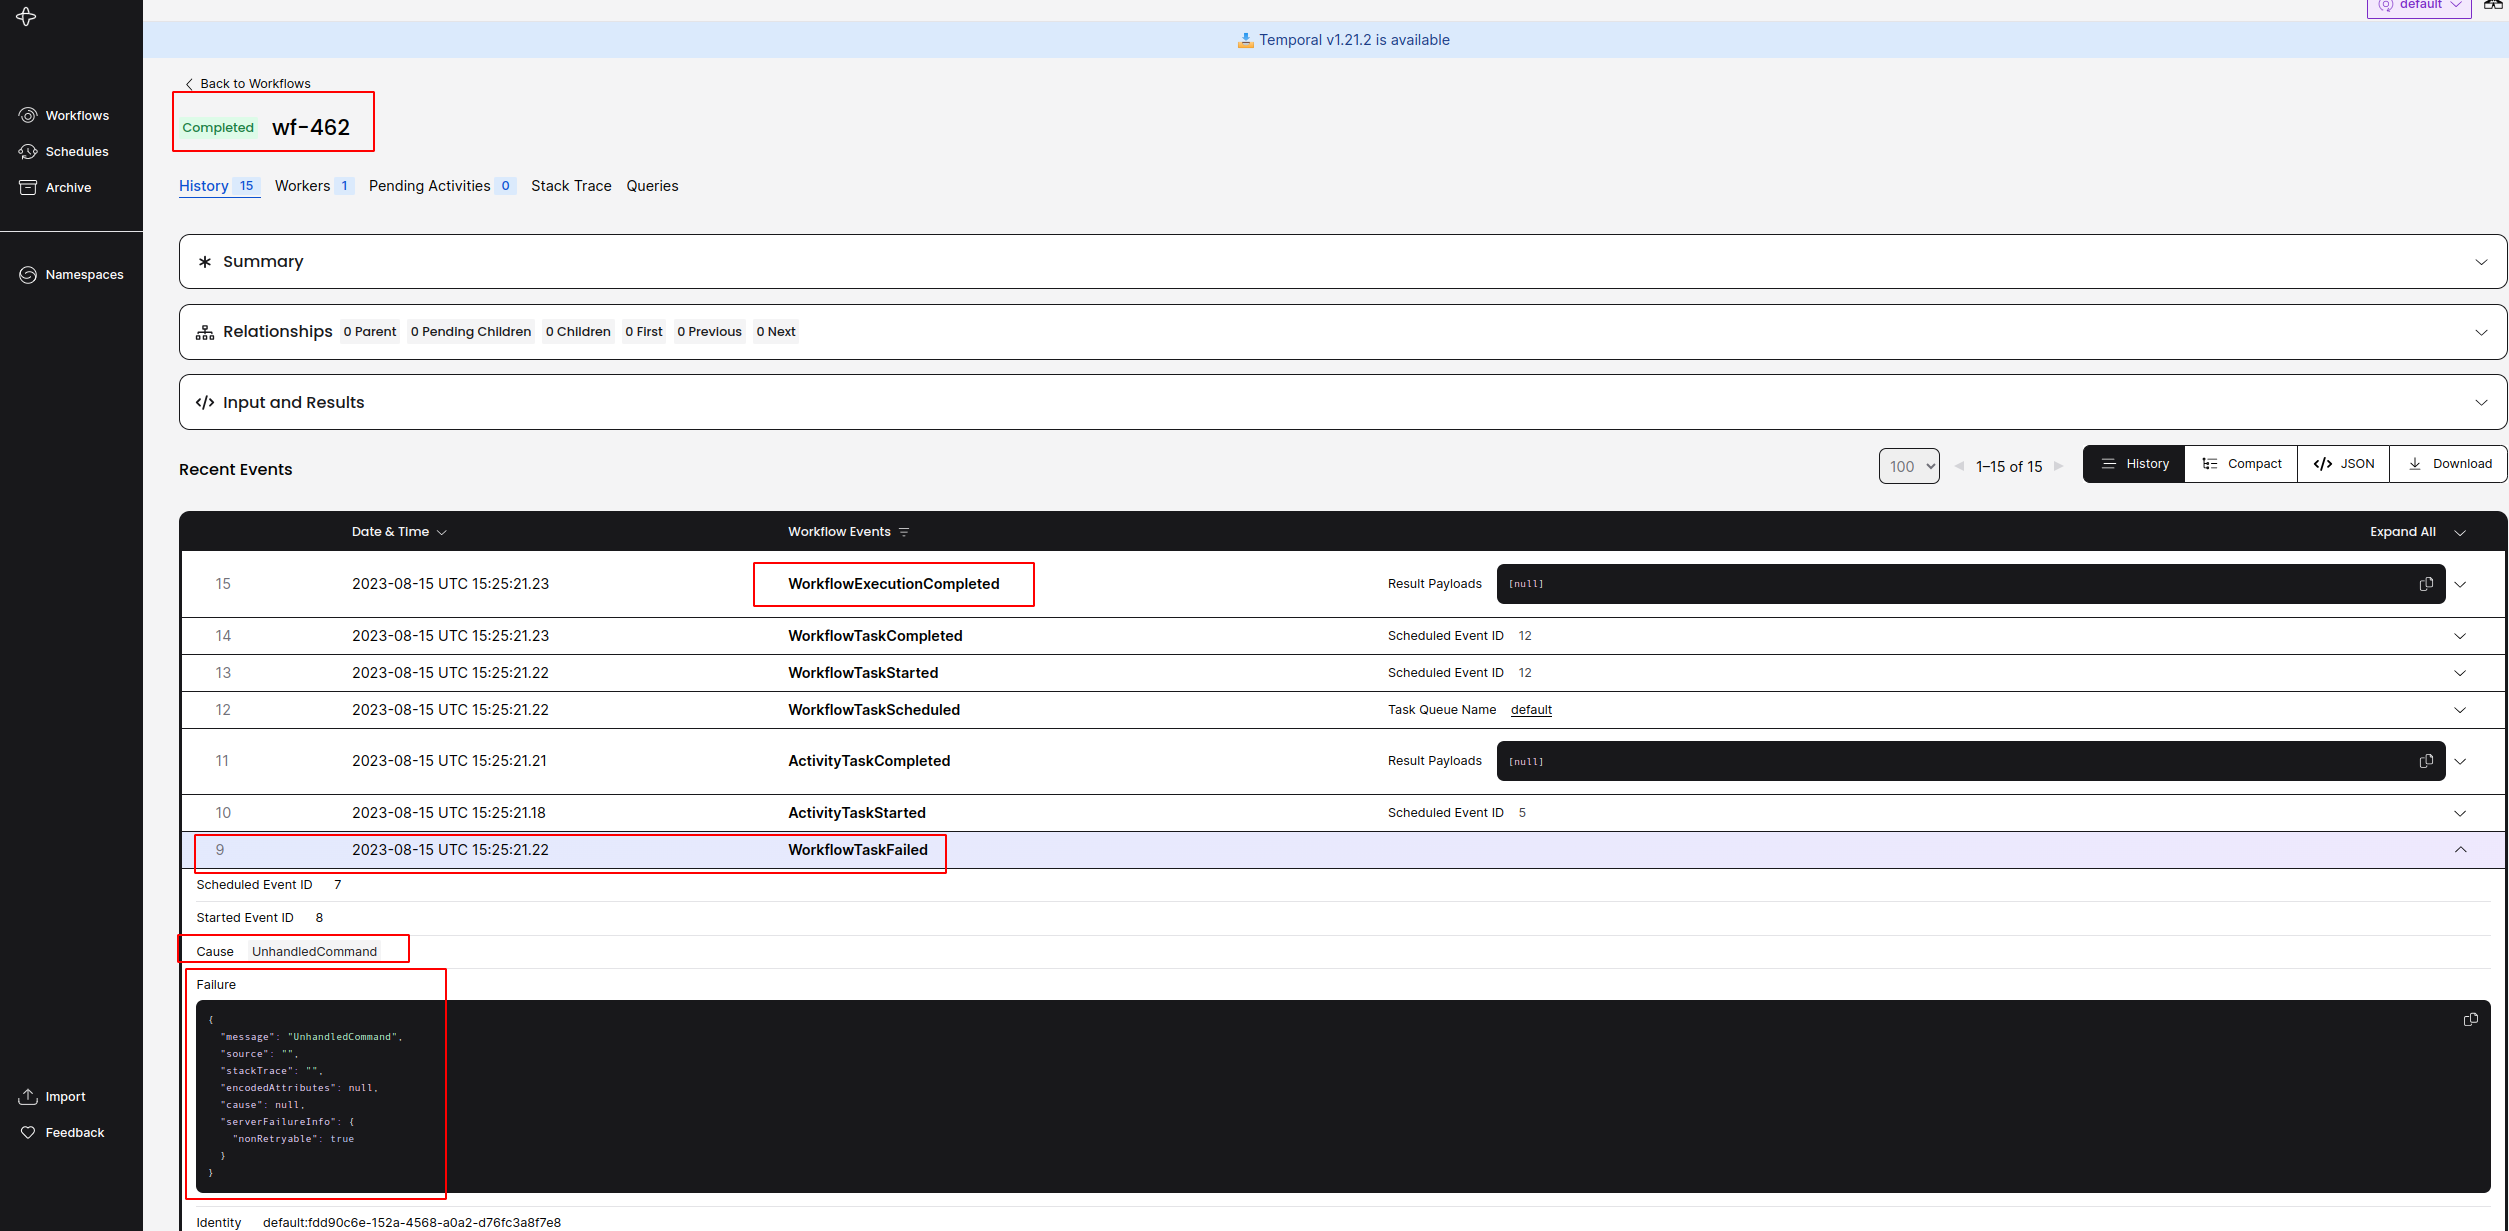 default
Temporal v1.21.2 is available
Back to Workflows
Completed wf-462
Workflows
Schedules
Archive
Namespaces
Import
Feedback
History 15 Workers 1 Pending Activities 0 Stack Trace Queries
Summary
Relationships 0 Parent 0 Pending Children 0 Children 0 First 0 Previous 0 Next
</> Input and Results
Recent Events
100 1–15 of 15 History Compact </> JSON Download
Date & Time Workflow Events Expand All
15 2023-08-15 UTC 15:25:21.23 WorkflowExecutionCompleted Result Payloads [null]
14 2023-08-15 UTC 15:25:21.23 WorkflowTaskCompleted Scheduled Event ID 12
13 2023-08-15 UTC 15:25:21.22 WorkflowTaskStarted Scheduled Event ID 12
12 2023-08-15 UTC 15:25:21.22 WorkflowTaskScheduled Task Queue Name default
11 2023-08-15 UTC 15:25:21.21 ActivityTaskCompleted Result Payloads [null]
10 2023-08-15 UTC 15:25:21.18 ActivityTaskStarted Scheduled Event ID 5
9 2023-08-15 UTC 15:25:21.22 WorkflowTaskFailed
Scheduled Event ID 7
Started Event ID 8
Cause UnhandledCommand
Failure
{
"message": "UnhandledCommand",
"source": "",
"stackTrace": "",
"encodedAttributes": null,
"cause": null,
"serverFailureInfo": {
"nonRetryable": true
}
}
Identity default:fdd90c6e-152a-4568-a0a2-d76fc3a8f7e8